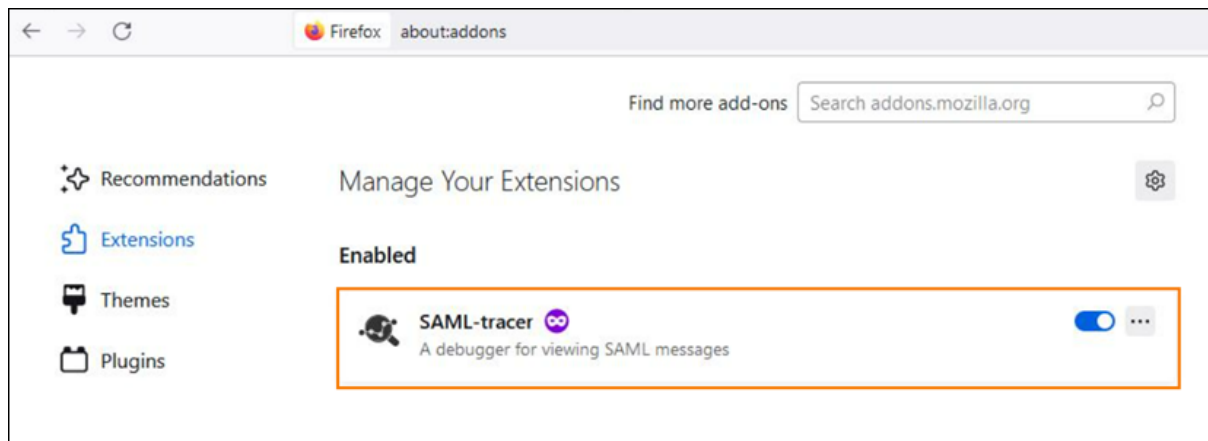 Firefox about:addons
Find more add-ons Search addons.mozilla.org
Recommendations
Manage Your Extensions
Extensions
Enabled
Themes
SAML-tracer
A debugger for viewing SAML messages
Plugins